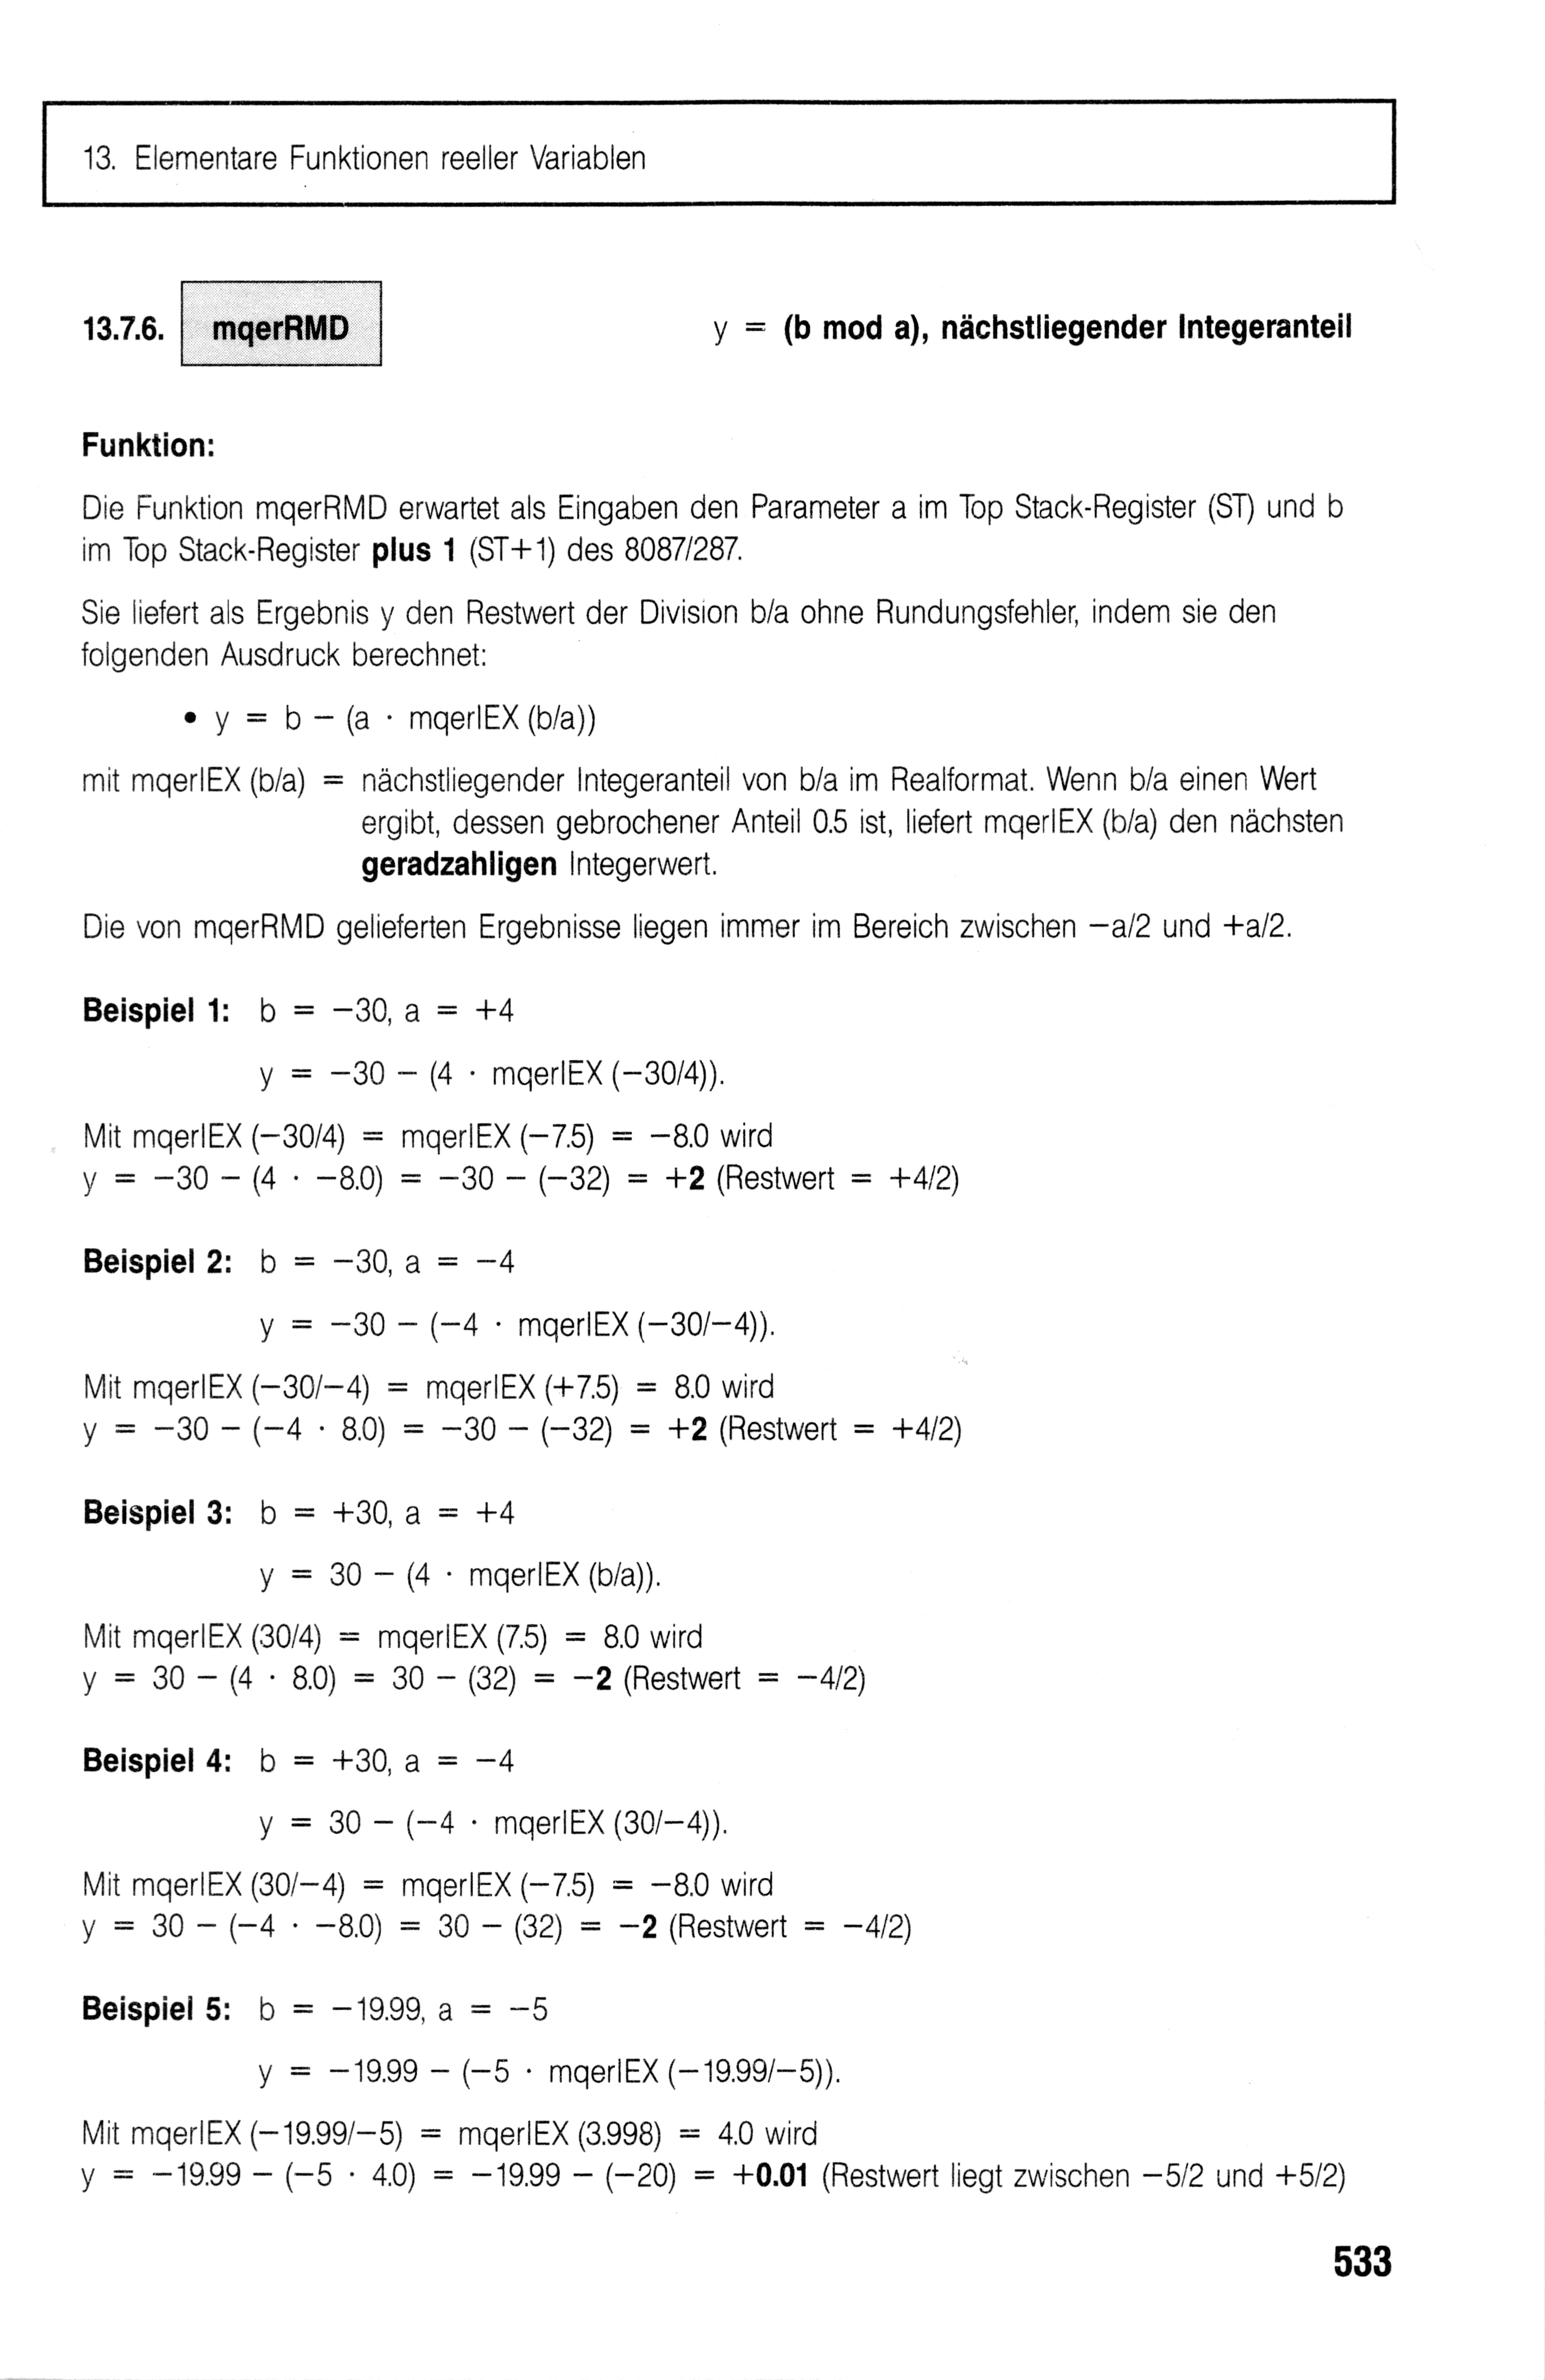 13. Elementare Funktionen reeller Variablen
13.7.6. mqerRMD y = (b mod a), nächstliegender Integeranteil
Funktion:
Die Funktion mqerRMD erwartet als Eingaben den Parameter a im Top Stack-Register (ST) und b
im Top Stack-Register plus 1 (ST+1) des 8087/287.
Sie liefert als Ergebnis y den Restwert der Division b/a ohne Rundungsfehler, indem sie den
folgenden Ausdruck berechnet:
• y = b − (a · mqerIEX (b/a))
mit mqerIEX (b/a) = nächstliegender Integeranteil von b/a im Realformat. Wenn b/a einen Wert
ergibt, dessen gebrochener Anteil 0.5 ist, liefert mqerIEX (b/a) den nächsten
geradzahligen Integerwert.
Die von mqerRMD gelieferten Ergebnisse liegen immer im Bereich zwischen −a/2 und +a/2.
Beispiel 1: b = −30, a = +4
y = −30 − (4 · mqerIEX (−30/4)).
Mit mqerIEX (−30/4) = mqerIEX (−7.5) = −8.0 wird
y = −30 − (4 · −8.0) = −30 − (−32) = +2 (Restwert = +4/2)
Beispiel 2: b = −30, a = −4
y = −30 − (−4 · mqerIEX (−30/−4)).
Mit mqerIEX (−30/−4) = mqerIEX (+7.5) = 8.0 wird
y = −30 − (−4 · 8.0) = −30 − (−32) = +2 (Restwert = +4/2)
Beispiel 3: b = +30, a = +4
y = 30 − (4 · mqerIEX (b/a)).
Mit mqerIEX (30/4) = mqerIEX (7.5) = 8.0 wird
y = 30 − (4 · 8.0) = 30 − (32) = −2 (Restwert = −4/2)
Beispiel 4: b = +30, a = −4
y = 30 − (−4 · mqerIEX (30/−4)).
Mit mqerIEX (30/−4) = mqerIEX (−7.5) = −8.0 wird
y = 30 − (−4 · −8.0) = 30 − (32) = −2 (Restwert = −4/2)
Beispiel 5: b = −19.99, a = −5
y = −19.99 − (−5 · mqerIEX (−19.99/−5)).
Mit mqerIEX (−19.99/−5) = mqerIEX (3.998) = 4.0 wird
y = −19.99 − (−5 · 4.0) = −19.99 − (−20) = +0.01 (Restwert liegt zwischen −5/2 und +5/2)
533